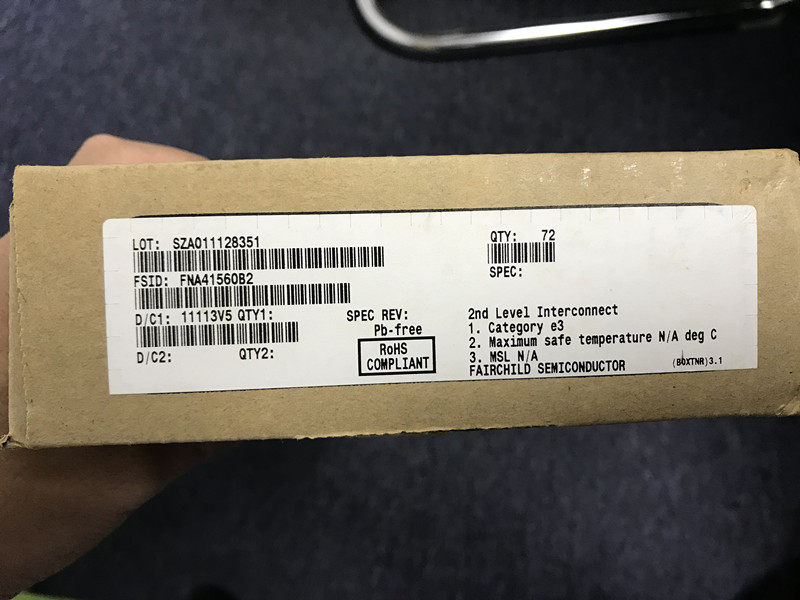 LOT: SZA011128351
QTY: 72
SPEC:
FSID: FNA41560B2
D/C1: 11113V5 QTY1:
SPEC REV:
Pb-free
D/C2: QTY2:
RoHS
COMPLIANT
2nd Level Interconnect
1. Category e3
2. Maximum safe temperature N/A deg C
3. MSL N/A
FAIRCHILD SEMICONDUCTOR
(BOXTNR)3.1